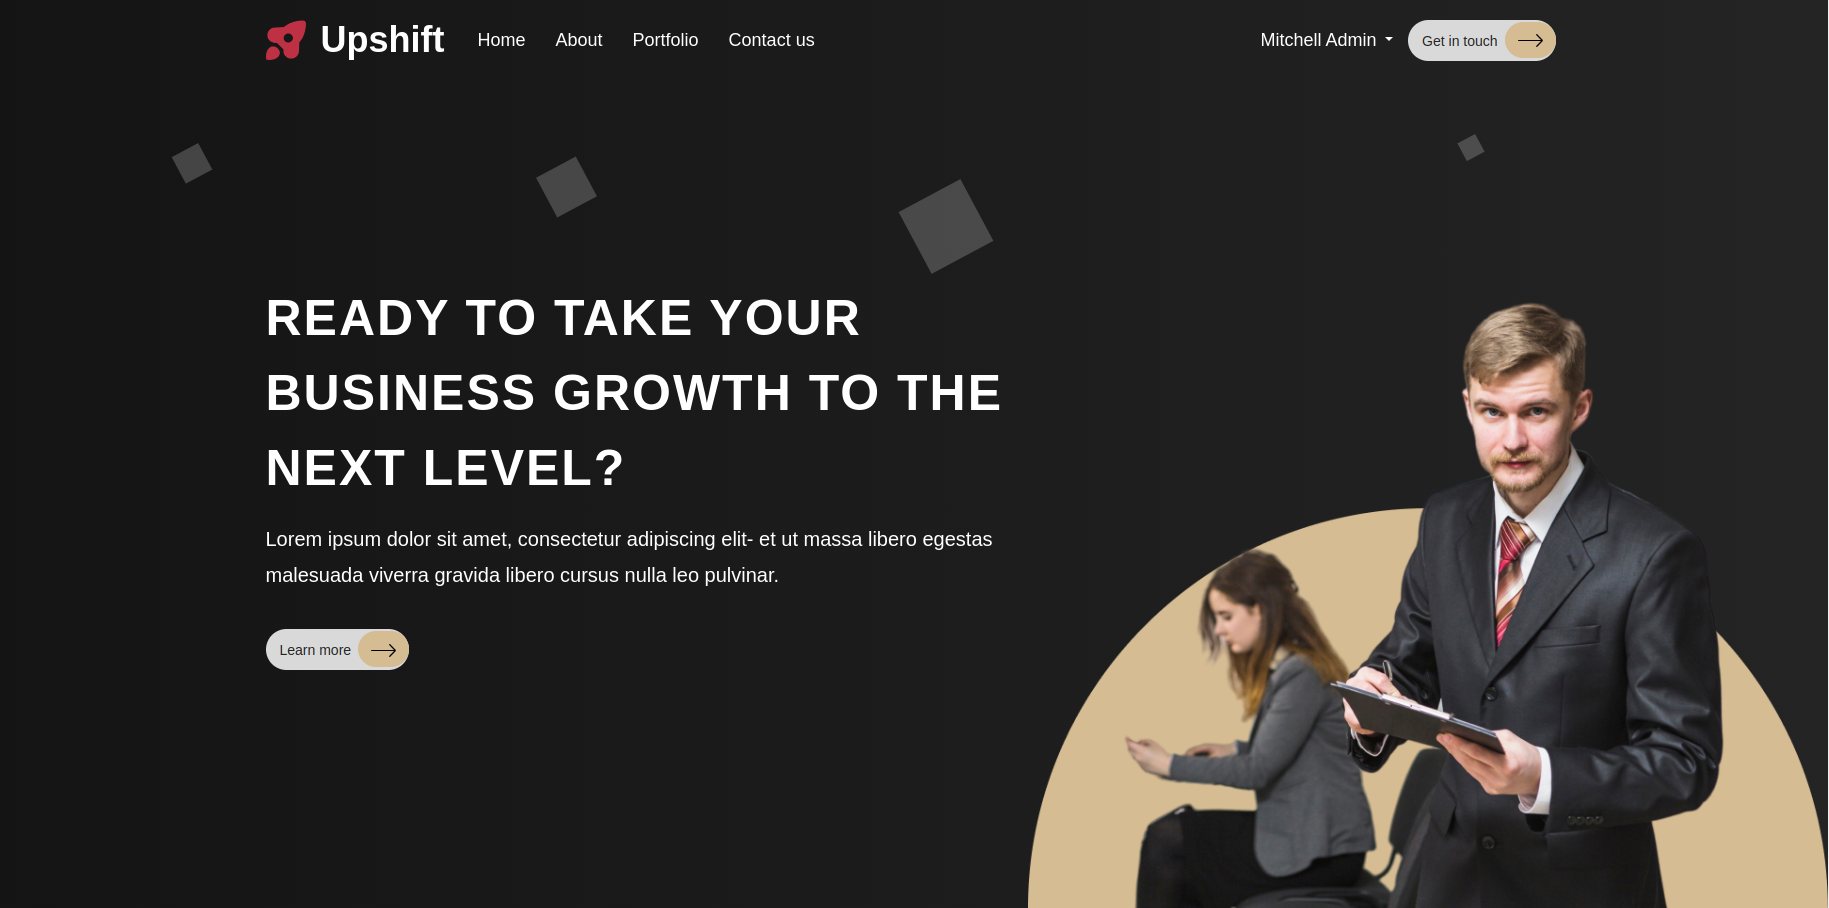 Upshift
Home
About
Portfolio
Contact us
Mitchell Admin
Get in touch
READY TO TAKE YOUR
BUSINESS GROWTH TO THE
NEXT LEVEL?
Lorem ipsum dolor sit amet, consectetur adipiscing elit- et ut massa libero egestas
malesuada viverra gravida libero cursus nulla leo pulvinar.
Learn more